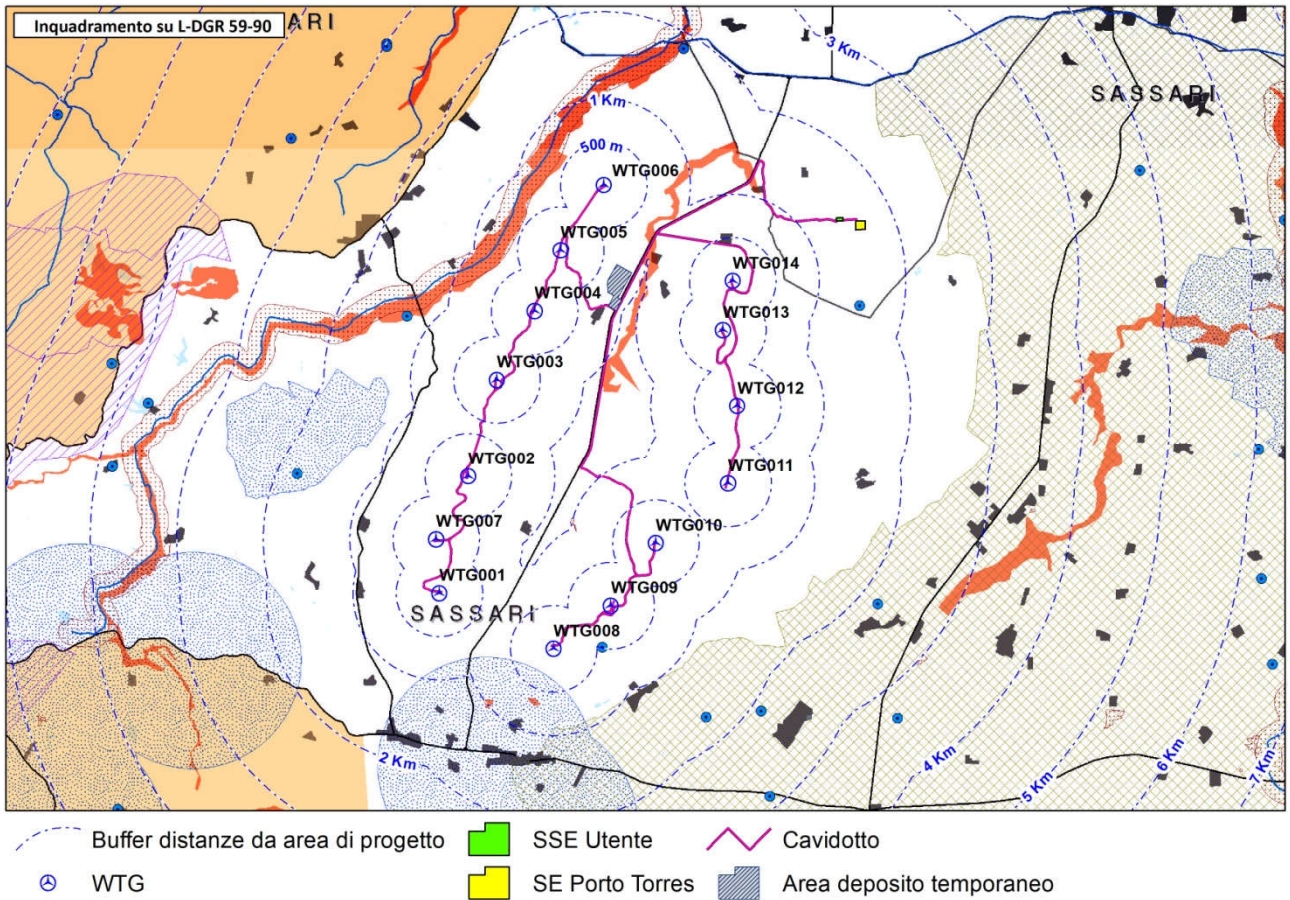 Inquadramento su L-DGR 59-90
ARI
3 Km
SASSARI
1 Km
500 m
WTG006
WTG005
WTG014
WTG004
WTG013
WTG003
WTG012
WTG002
WTG011
WTG007
WTG010
WTG001
WTG009
SASSARI
WTG008
2 Km
4 Km
5 Km
6 Km
7 Km
Buffer distanze da area di progetto
SSE Utente
Cavidotto
WTG
SE Porto Torres
Area deposito temporaneo